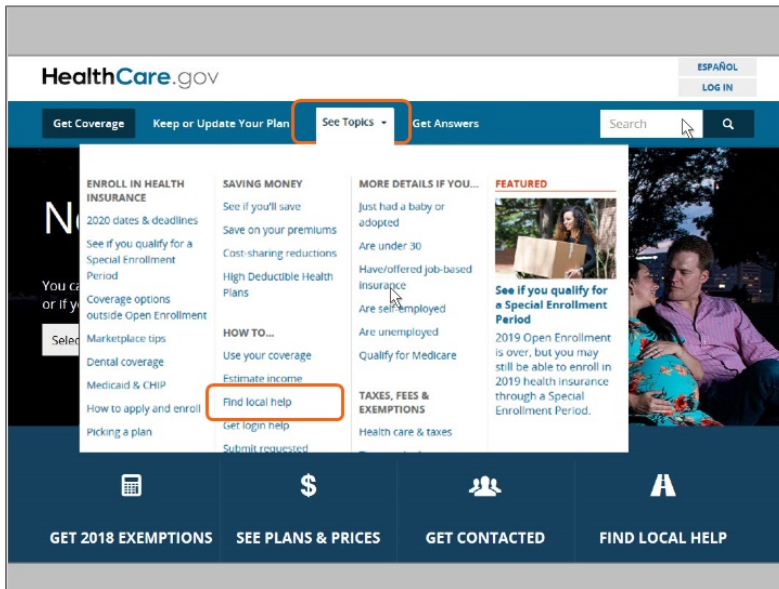 HealthCare.gov
ESPAÑOL
LOG IN
Get Coverage
Keep or Update Your Plan
See Topics
Get Answers
Search
ENROLL IN HEALTH
INSURANCE
2020 dates & deadlines
See if you qualify for a
Special Enrollment
Period
Coverage options
outside Open Enrollment
Marketplace tips
Dental coverage
Medicaid & CHIP
How to apply and enroll
Picking a plan
SAVING MONEY
See if you'll save
Save on your premiums
Cost-sharing reductions
High Deductible Health
Plans
HOW TO...
Use your coverage
Estimate income
Find local help
Get login help
Submit requested
MORE DETAILS IF YOU...
Just had a baby or
adopted
Are under 30
Have/offered job-based
insurance
Are self-employed
Are unemployed
Qualify for Medicare
TAXES, FEES &
EXEMPTIONS
Health care & taxes
FEATURED
See if you qualify for
a Special Enrollment
Period
2019 Open Enrollment
is over, but you may
still be able to enroll in
2019 health insurance
through a Special
Enrollment Period.
You ca
or if y
Selec
GET 2018 EXEMPTIONS
SEE PLANS & PRICES
GET CONTACTED
FIND LOCAL HELP